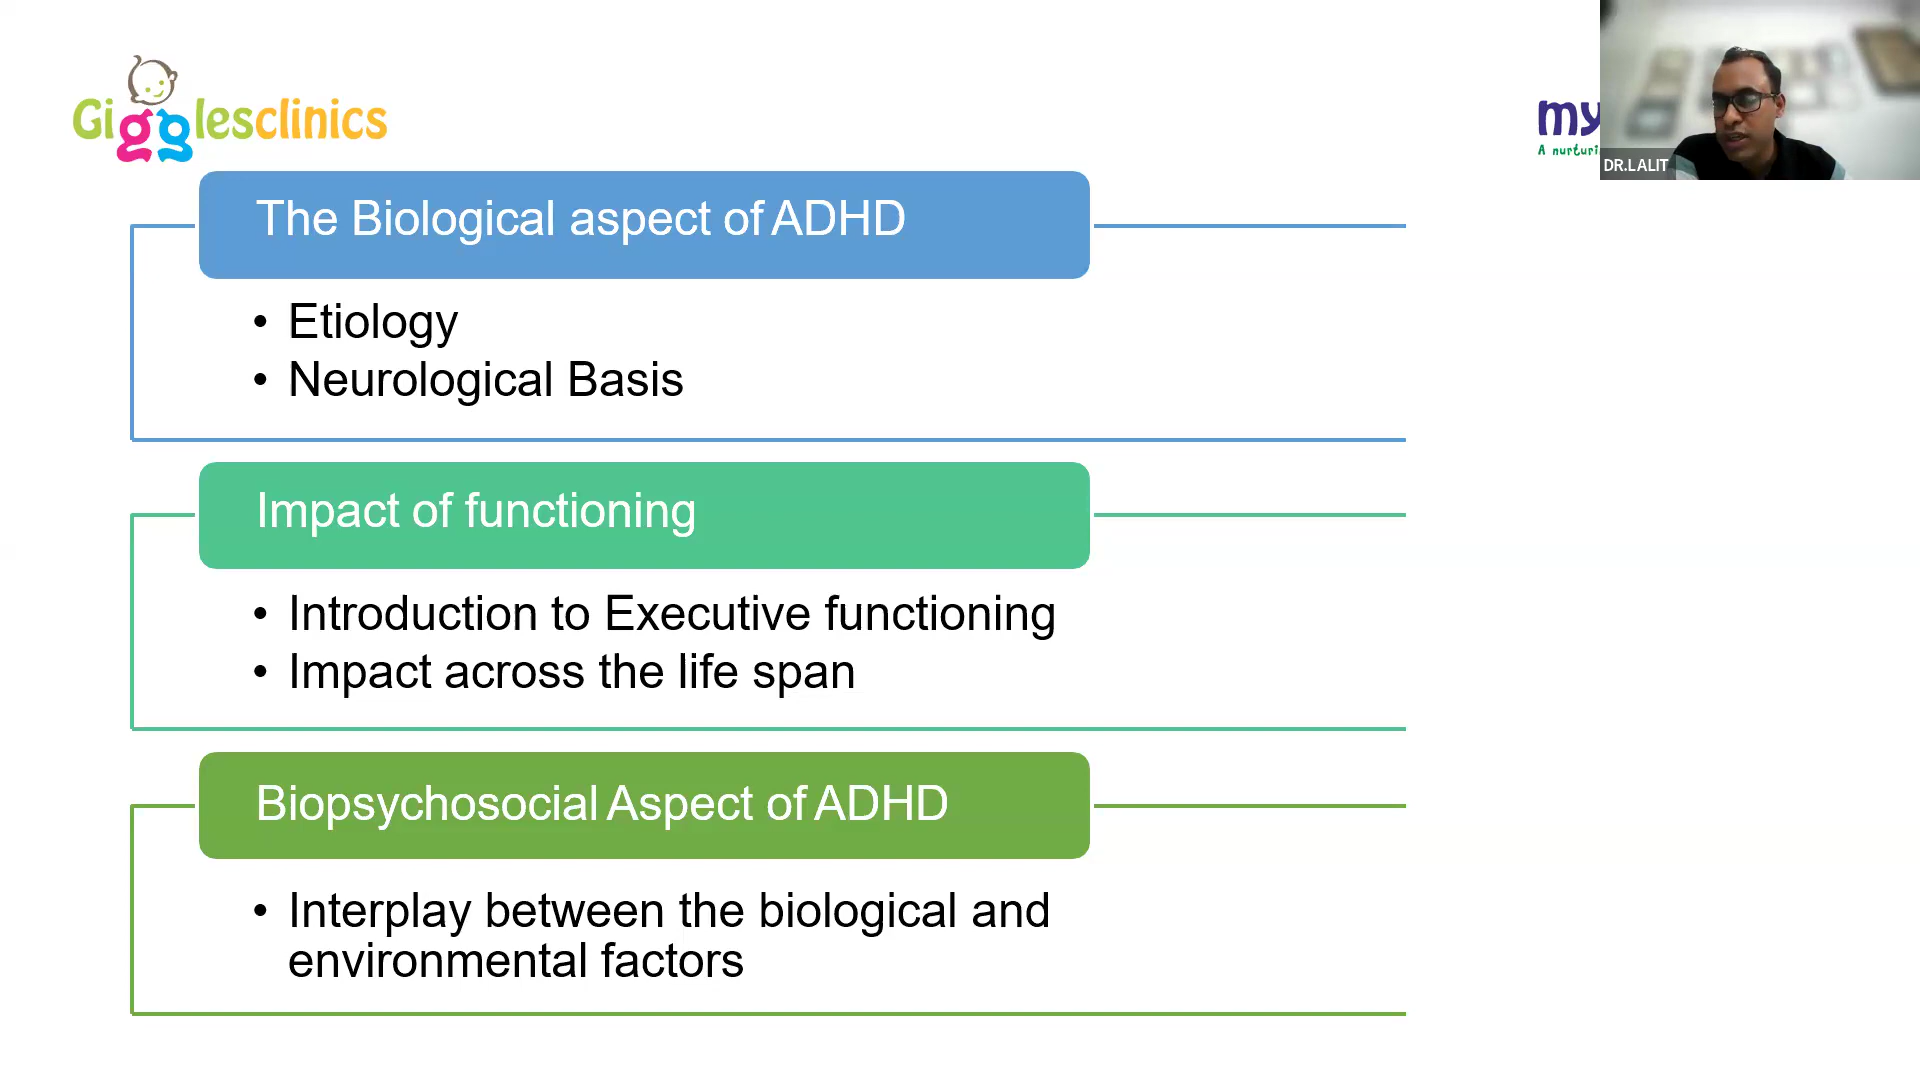 Gigglesclinics
my
A nurturi
DR.LALIT
The Biological aspect of ADHD
• Etiology
• Neurological Basis
Impact of functioning
• Introduction to Executive functioning
• Impact across the life span
Biopsychosocial Aspect of ADHD
• Interplay between the biological and
environmental factors